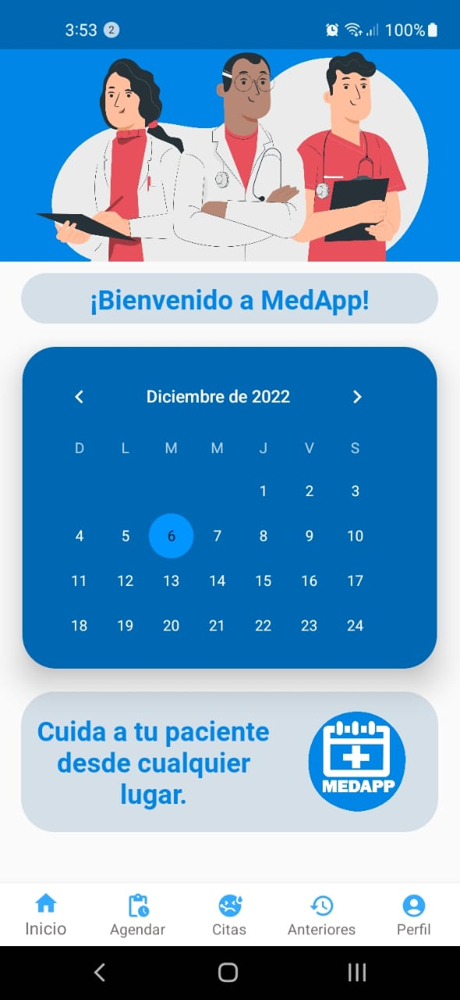 3:53 2 100%
¡Bienvenido a MedApp!
Diciembre de 2022
D L M M J V S
1 2 3
4 5 6 7 8 9 10
11 12 13 14 15 16 17
18 19 20 21 22 23 24
Cuida a tu paciente
desde cualquier
lugar.
MEDAPP
Inicio Agendar Citas Anteriores Perfil